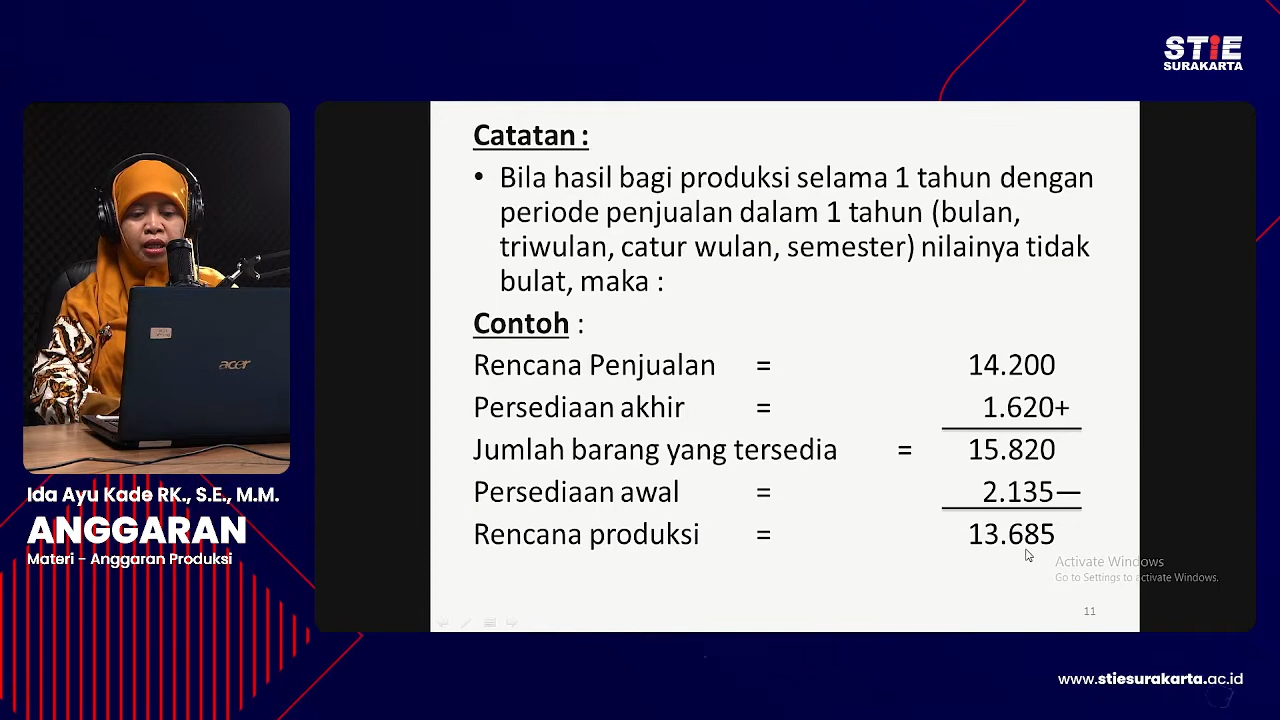 STiE
SURAKARTA
Catatan :
• Bila hasil bagi produksi selama 1 tahun dengan
periode penjualan dalam 1 tahun (bulan,
triwulan, catur wulan, semester) nilainya tidak
bulat, maka :
Contoh :
Rencana Penjualan = 14.200
Persediaan akhir = 1.620+
Jumlah barang yang tersedia = 15.820
Persediaan awal = 2.135—
Rencana produksi = 13.685
Activate Windows
Go to Settings to activate Windows.
11
acer
Ida Ayu Kade RK., S.E., M.M.
ANGGARAN
Materi - Anggaran Produksi
www.stiesurakarta.ac.id